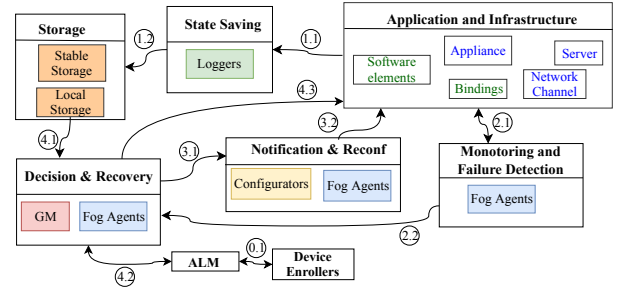 Storage
Stable
Storage
Local
Storage
1.2
State Saving
Loggers
1.1
Application and Infrastructure
Software
elements
Appliance
Server
Bindings
Network
Channel
4.3
4.1
3.2
2.1
3.1
Decision & Recovery
GM
Fog Agents
Notification & Reconf
Configurators
Fog Agents
Monotoring and
Failure Detection
Fog Agents
2.2
4.2
ALM
0.1
Device
Enrollers